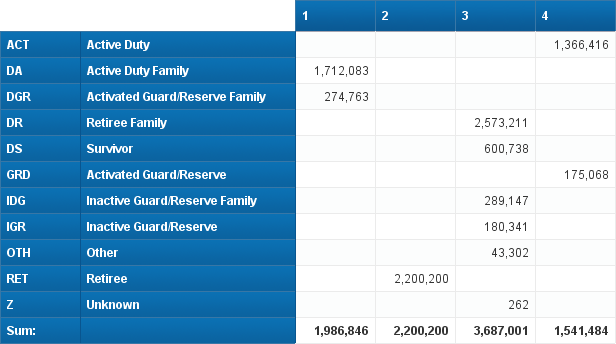 1 2 3 4
ACT Active Duty 1,366,416
DA Active Duty Family 1,712,083
DGR Activated Guard/Reserve Family 274,763
DR Retiree Family 2,573,211
DS Survivor 600,738
GRD Activated Guard/Reserve 175,068
IDG Inactive Guard/Reserve Family 289,147
IGR Inactive Guard/Reserve 180,341
OTH Other 43,302
RET Retiree 2,200,200
Z Unknown 262
Sum: 1,986,846 2,200,200 3,687,001 1,541,484